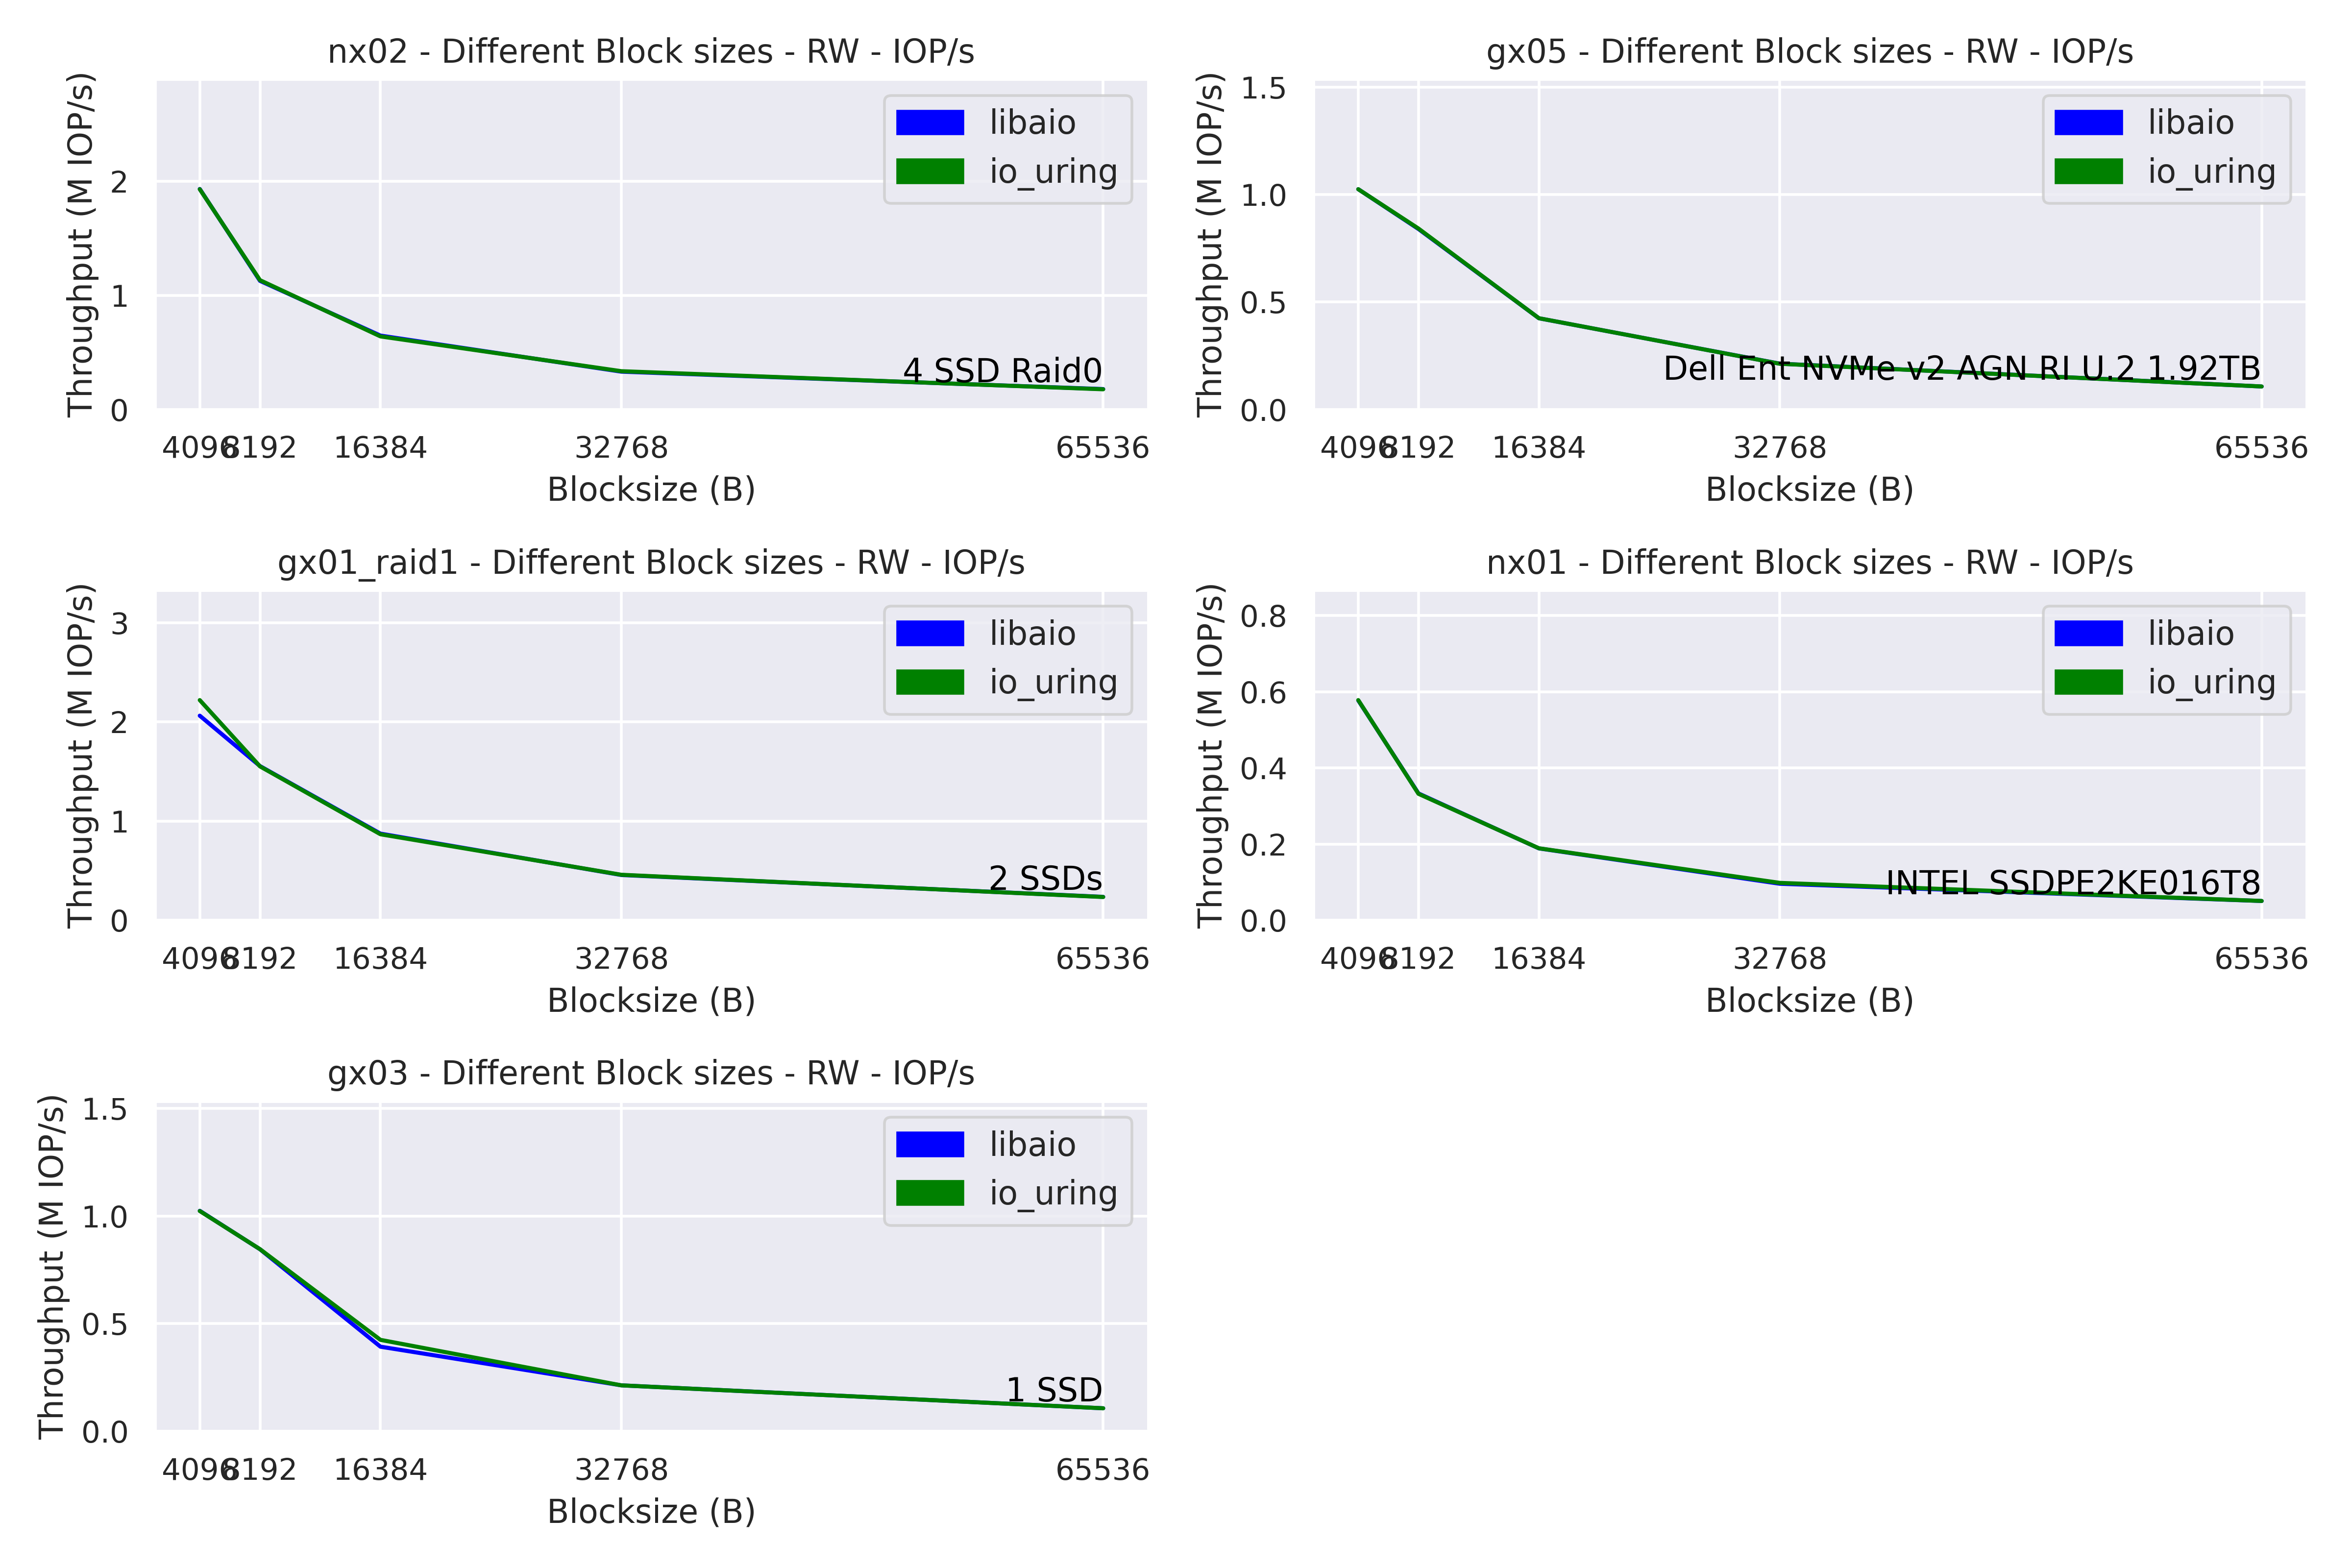 nx02 - Different Block sizes - RW - IOP/s
Throughput (M IOP/s)
2
1
0
libaio
io_uring
4 SSD Raid0
4096 8192 16384 32768 65536
Blocksize (B)
gx05 - Different Block sizes - RW - IOP/s
Throughput (M IOP/s)
1.5
1.0
0.5
0.0
libaio
io_uring
Dell Ent NVMe v2 AGN RI U.2 1.92TB
4096 8192 16384 32768 65536
Blocksize (B)
gx01_raid1 - Different Block sizes - RW - IOP/s
Throughput (M IOP/s)
3
2
1
0
libaio
io_uring
2 SSDs
4096 8192 16384 32768 65536
Blocksize (B)
nx01 - Different Block sizes - RW - IOP/s
Throughput (M IOP/s)
0.8
0.6
0.4
0.2
0.0
libaio
io_uring
INTEL SSDPE2KE016T8
4096 8192 16384 32768 65536
Blocksize (B)
gx03 - Different Block sizes - RW - IOP/s
Throughput (M IOP/s)
1.5
1.0
0.5
0.0
libaio
io_uring
1 SSD
4096 8192 16384 32768 65536
Blocksize (B)